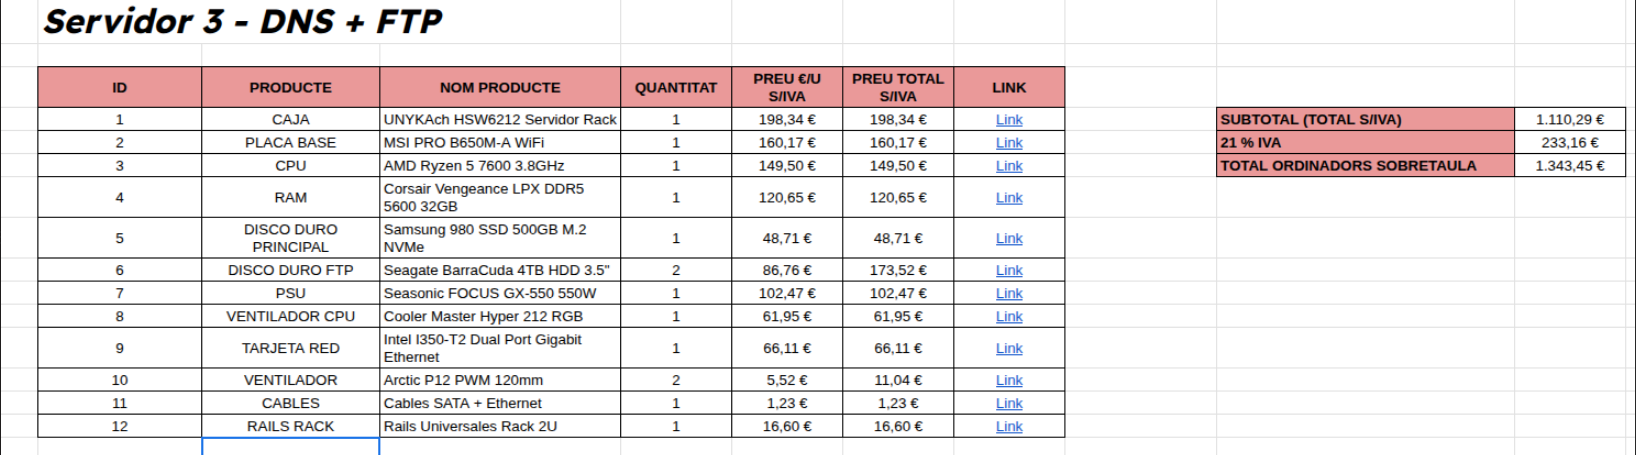 Servidor 3 - DNS + FTP
ID PRODUCTE NOM PRODUCTE QUANTITAT PREU €/U S/IVA PREU TOTAL S/IVA LINK
1 CAJA UNYKAch HSW6212 Servidor Rack 1 198,34 € 198,34 € Link
2 PLACA BASE MSI PRO B650M-A WiFi 1 160,17 € 160,17 € Link
3 CPU AMD Ryzen 5 7600 3.8GHz 1 149,50 € 149,50 € Link
4 RAM Corsair Vengeance LPX DDR5 5600 32GB 1 120,65 € 120,65 € Link
5 DISCO DURO PRINCIPAL Samsung 980 SSD 500GB M.2 NVMe 1 48,71 € 48,71 € Link
6 DISCO DURO FTP Seagate BarraCuda 4TB HDD 3.5" 2 86,76 € 173,52 € Link
7 PSU Seasonic FOCUS GX-550 550W 1 102,47 € 102,47 € Link
8 VENTILADOR CPU Cooler Master Hyper 212 RGB 1 61,95 € 61,95 € Link
9 TARJETA RED Intel I350-T2 Dual Port Gigabit Ethernet 1 66,11 € 66,11 € Link
10 VENTILADOR Arctic P12 PWM 120mm 2 5,52 € 11,04 € Link
11 CABLES Cables SATA + Ethernet 1 1,23 € 1,23 € Link
12 RAILS RACK Rails Universales Rack 2U 1 16,60 € 16,60 € Link
SUBTOTAL (TOTAL S/IVA) 1.110,29 €
21 % IVA 233,16 €
TOTAL ORDINADORS SOBRETAULA 1.343,45 €